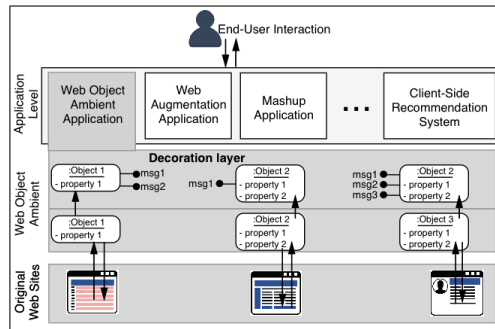 End-User Interaction
Application
Level
Web Object
Ambient
Application
Web
Augmentation
Application
Mashup
Application
...
Client-Side
Recommendation
System
Web Object
Ambient
Decoration layer
:Object 1
- property 1
msg1
msg2
msg1
:Object 2
- property 1
- property 2
msg1
msg2
msg3
:Object 2
- property 1
- property 2
:Object 1
- property 1
:Object 2
- property 1
- property 2
:Object 3
- property 1
- property 2
Original
Web Sites